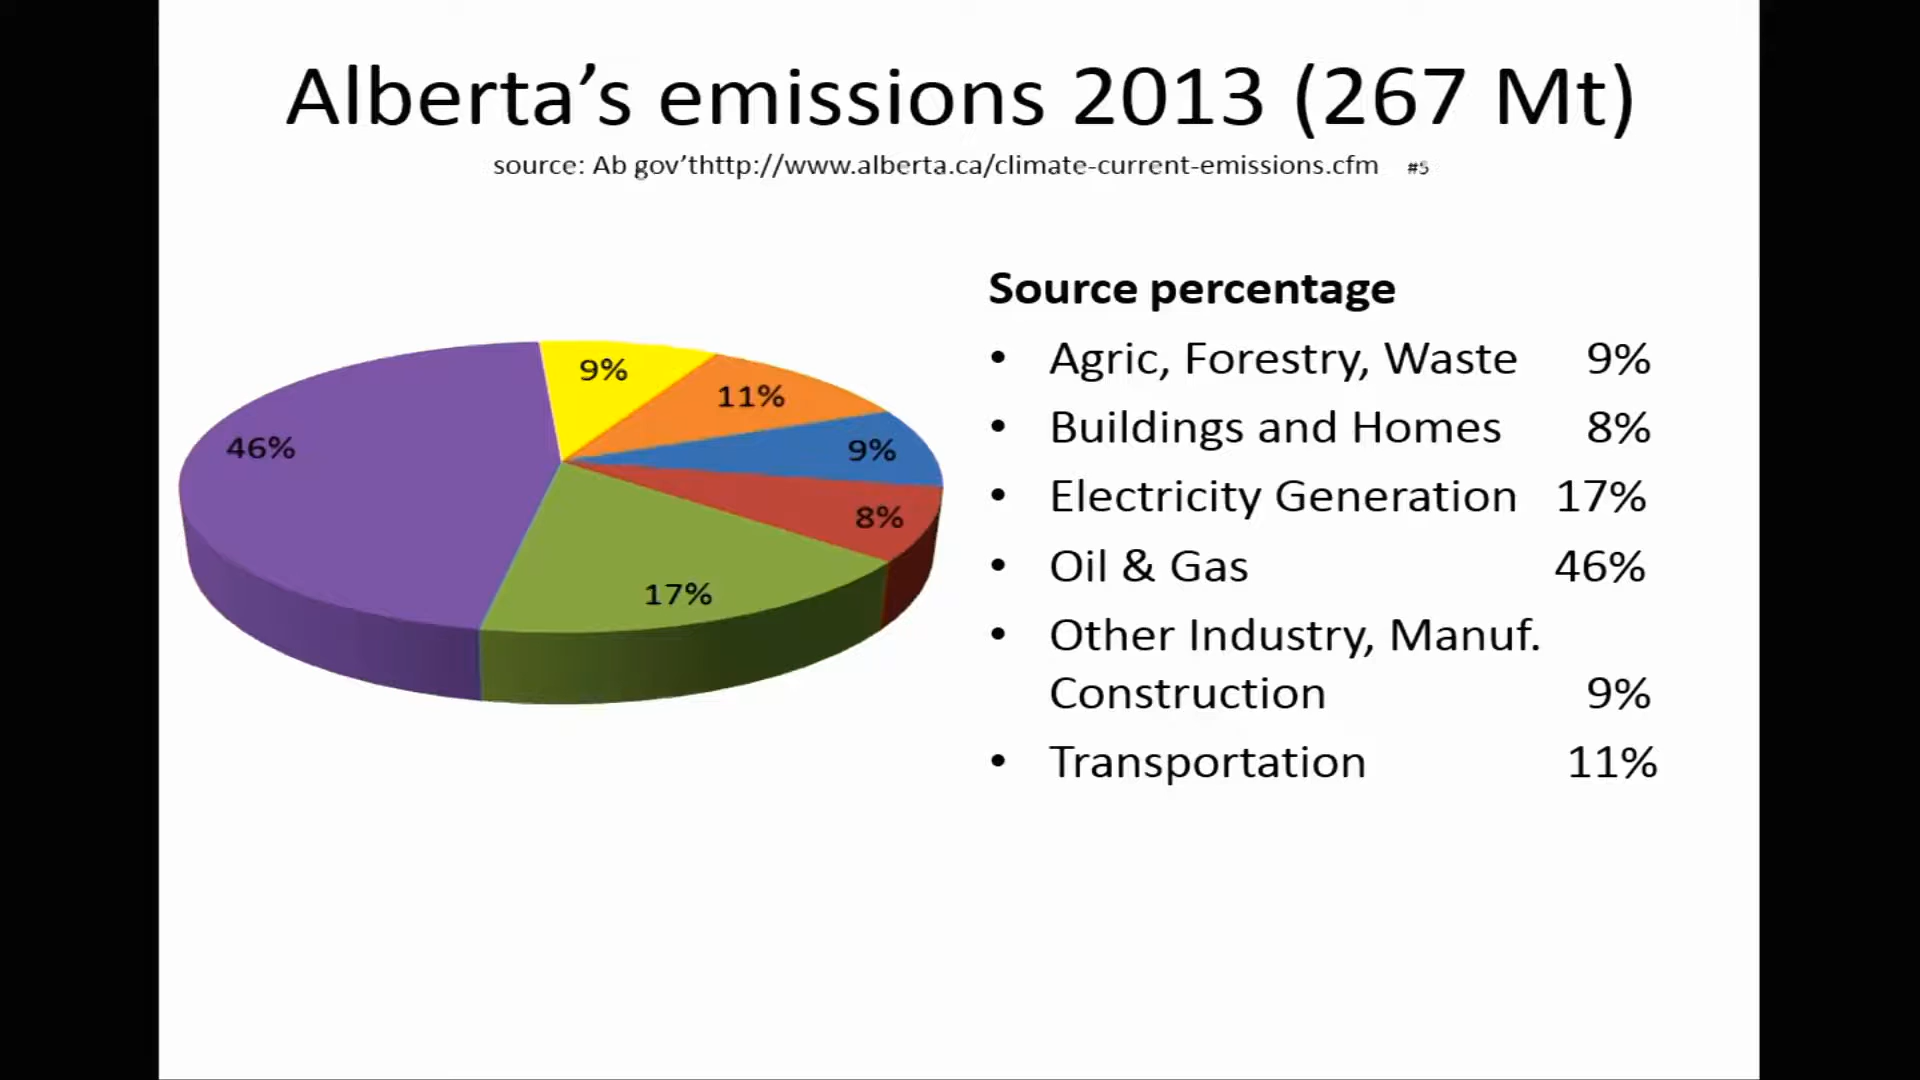 Alberta’s emissions 2013 (267 Mt)
source: Ab gov’thttp://www.alberta.ca/climate-current-emissions.cfm #5
9%
11%
46%
9%
8%
17%
Source percentage
• Agric, Forestry, Waste 9%
• Buildings and Homes 8%
• Electricity Generation 17%
• Oil & Gas 46%
• Other Industry, Manuf.
Construction 9%
• Transportation 11%